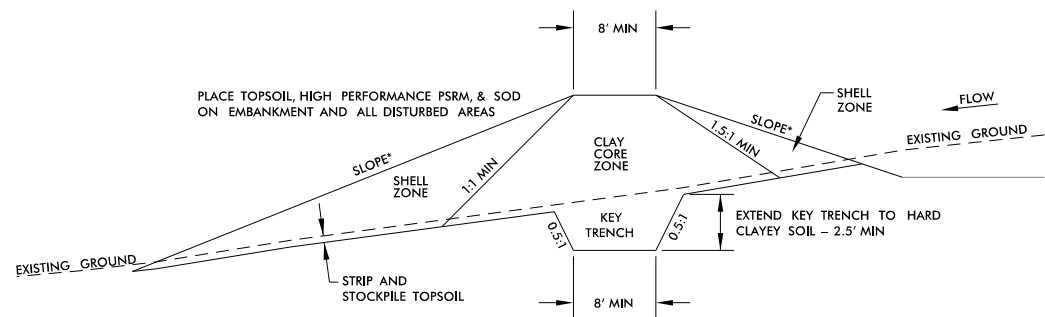 8' MIN
PLACE TOPSOIL, HIGH PERFORMANCE PSRM, & SOD
ON EMBANKMENT AND ALL DISTURBED AREAS
SHELL
ZONE
FLOW
SLOPE*
EXISTING GROUND
SLOPE*
1.5:1 MIN
CLAY
CORE
ZONE
1:1 MIN
SHELL
ZONE
KEY
TRENCH
0.5:1
0.5:1
EXTEND KEY TRENCH TO HARD
CLAYEY SOIL – 2.5' MIN
EXISTING GROUND
STRIP AND
STOCKPILE TOPSOIL
8' MIN